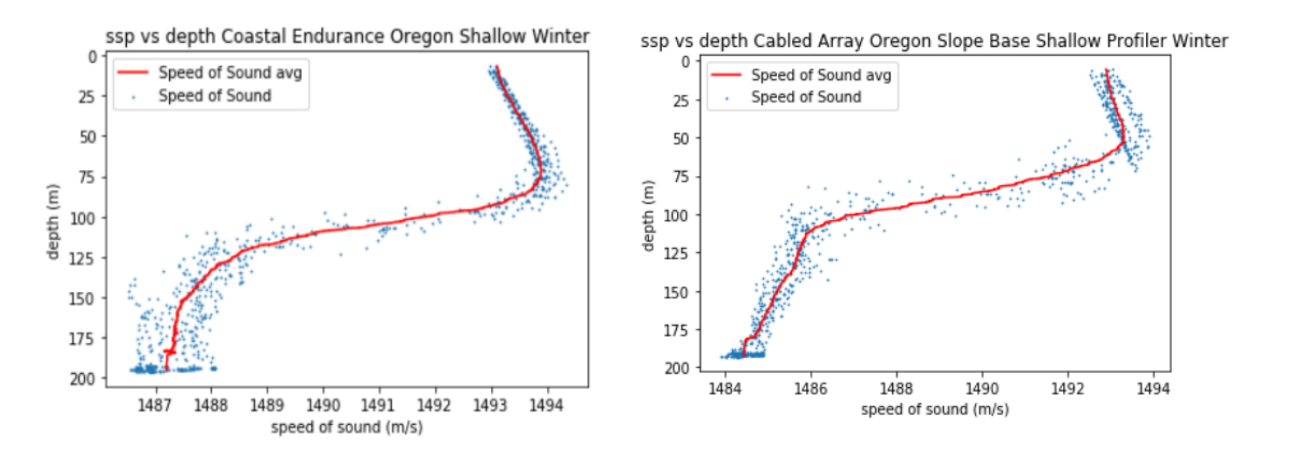 ssp vs depth Coastal Endurance Oregon Shallow Winter
0
25
50
75
100
125
150
175
200
depth (m)
Speed of Sound avg
Speed of Sound
1487 1488 1489 1490 1491 1492 1493 1494
speed of sound (m/s)
ssp vs depth Cabled Array Oregon Slope Base Shallow Profiler Winter
0
25
50
75
100
125
150
175
200
depth (m)
Speed of Sound avg
Speed of Sound
1484 1486 1488 1490 1492 1494
speed of sound (m/s)